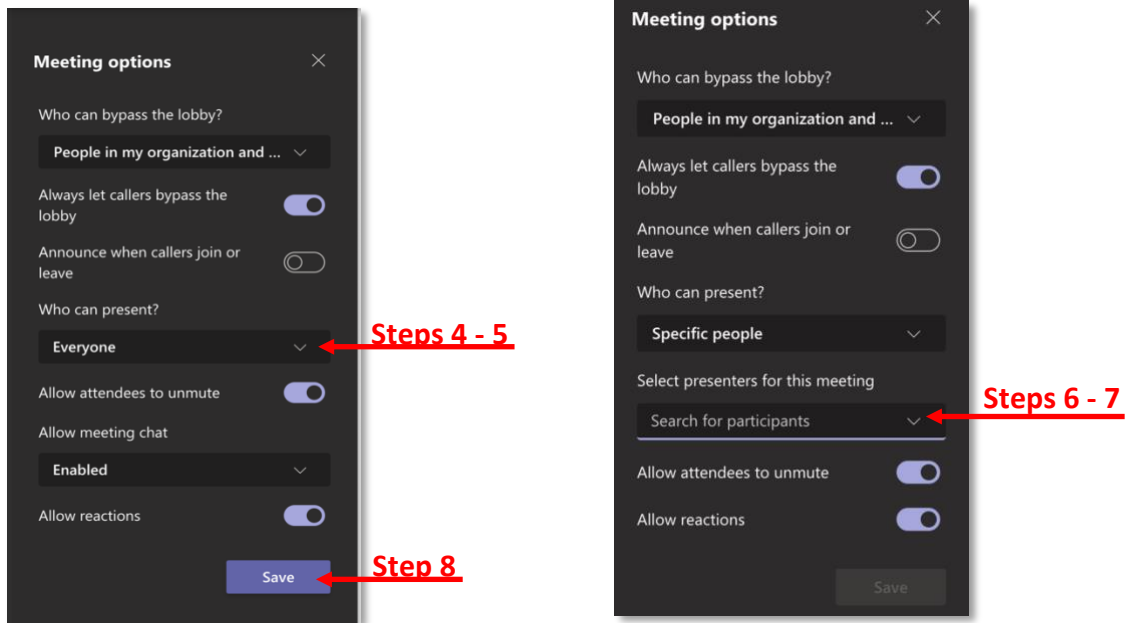 Meeting options
Who can bypass the lobby?
People in my organization and ...
Always let callers bypass the
lobby
Announce when callers join or
leave
Who can present?
Everyone
Allow attendees to unmute
Allow meeting chat
Enabled
Allow reactions
Save
Steps 4 - 5
Step 8
Meeting options
Who can bypass the lobby?
People in my organization and ...
Always let callers bypass the
lobby
Announce when callers join or
leave
Who can present?
Specific people
Select presenters for this meeting
Search for participants
Allow attendees to unmute
Allow reactions
Save
Steps 6 - 7